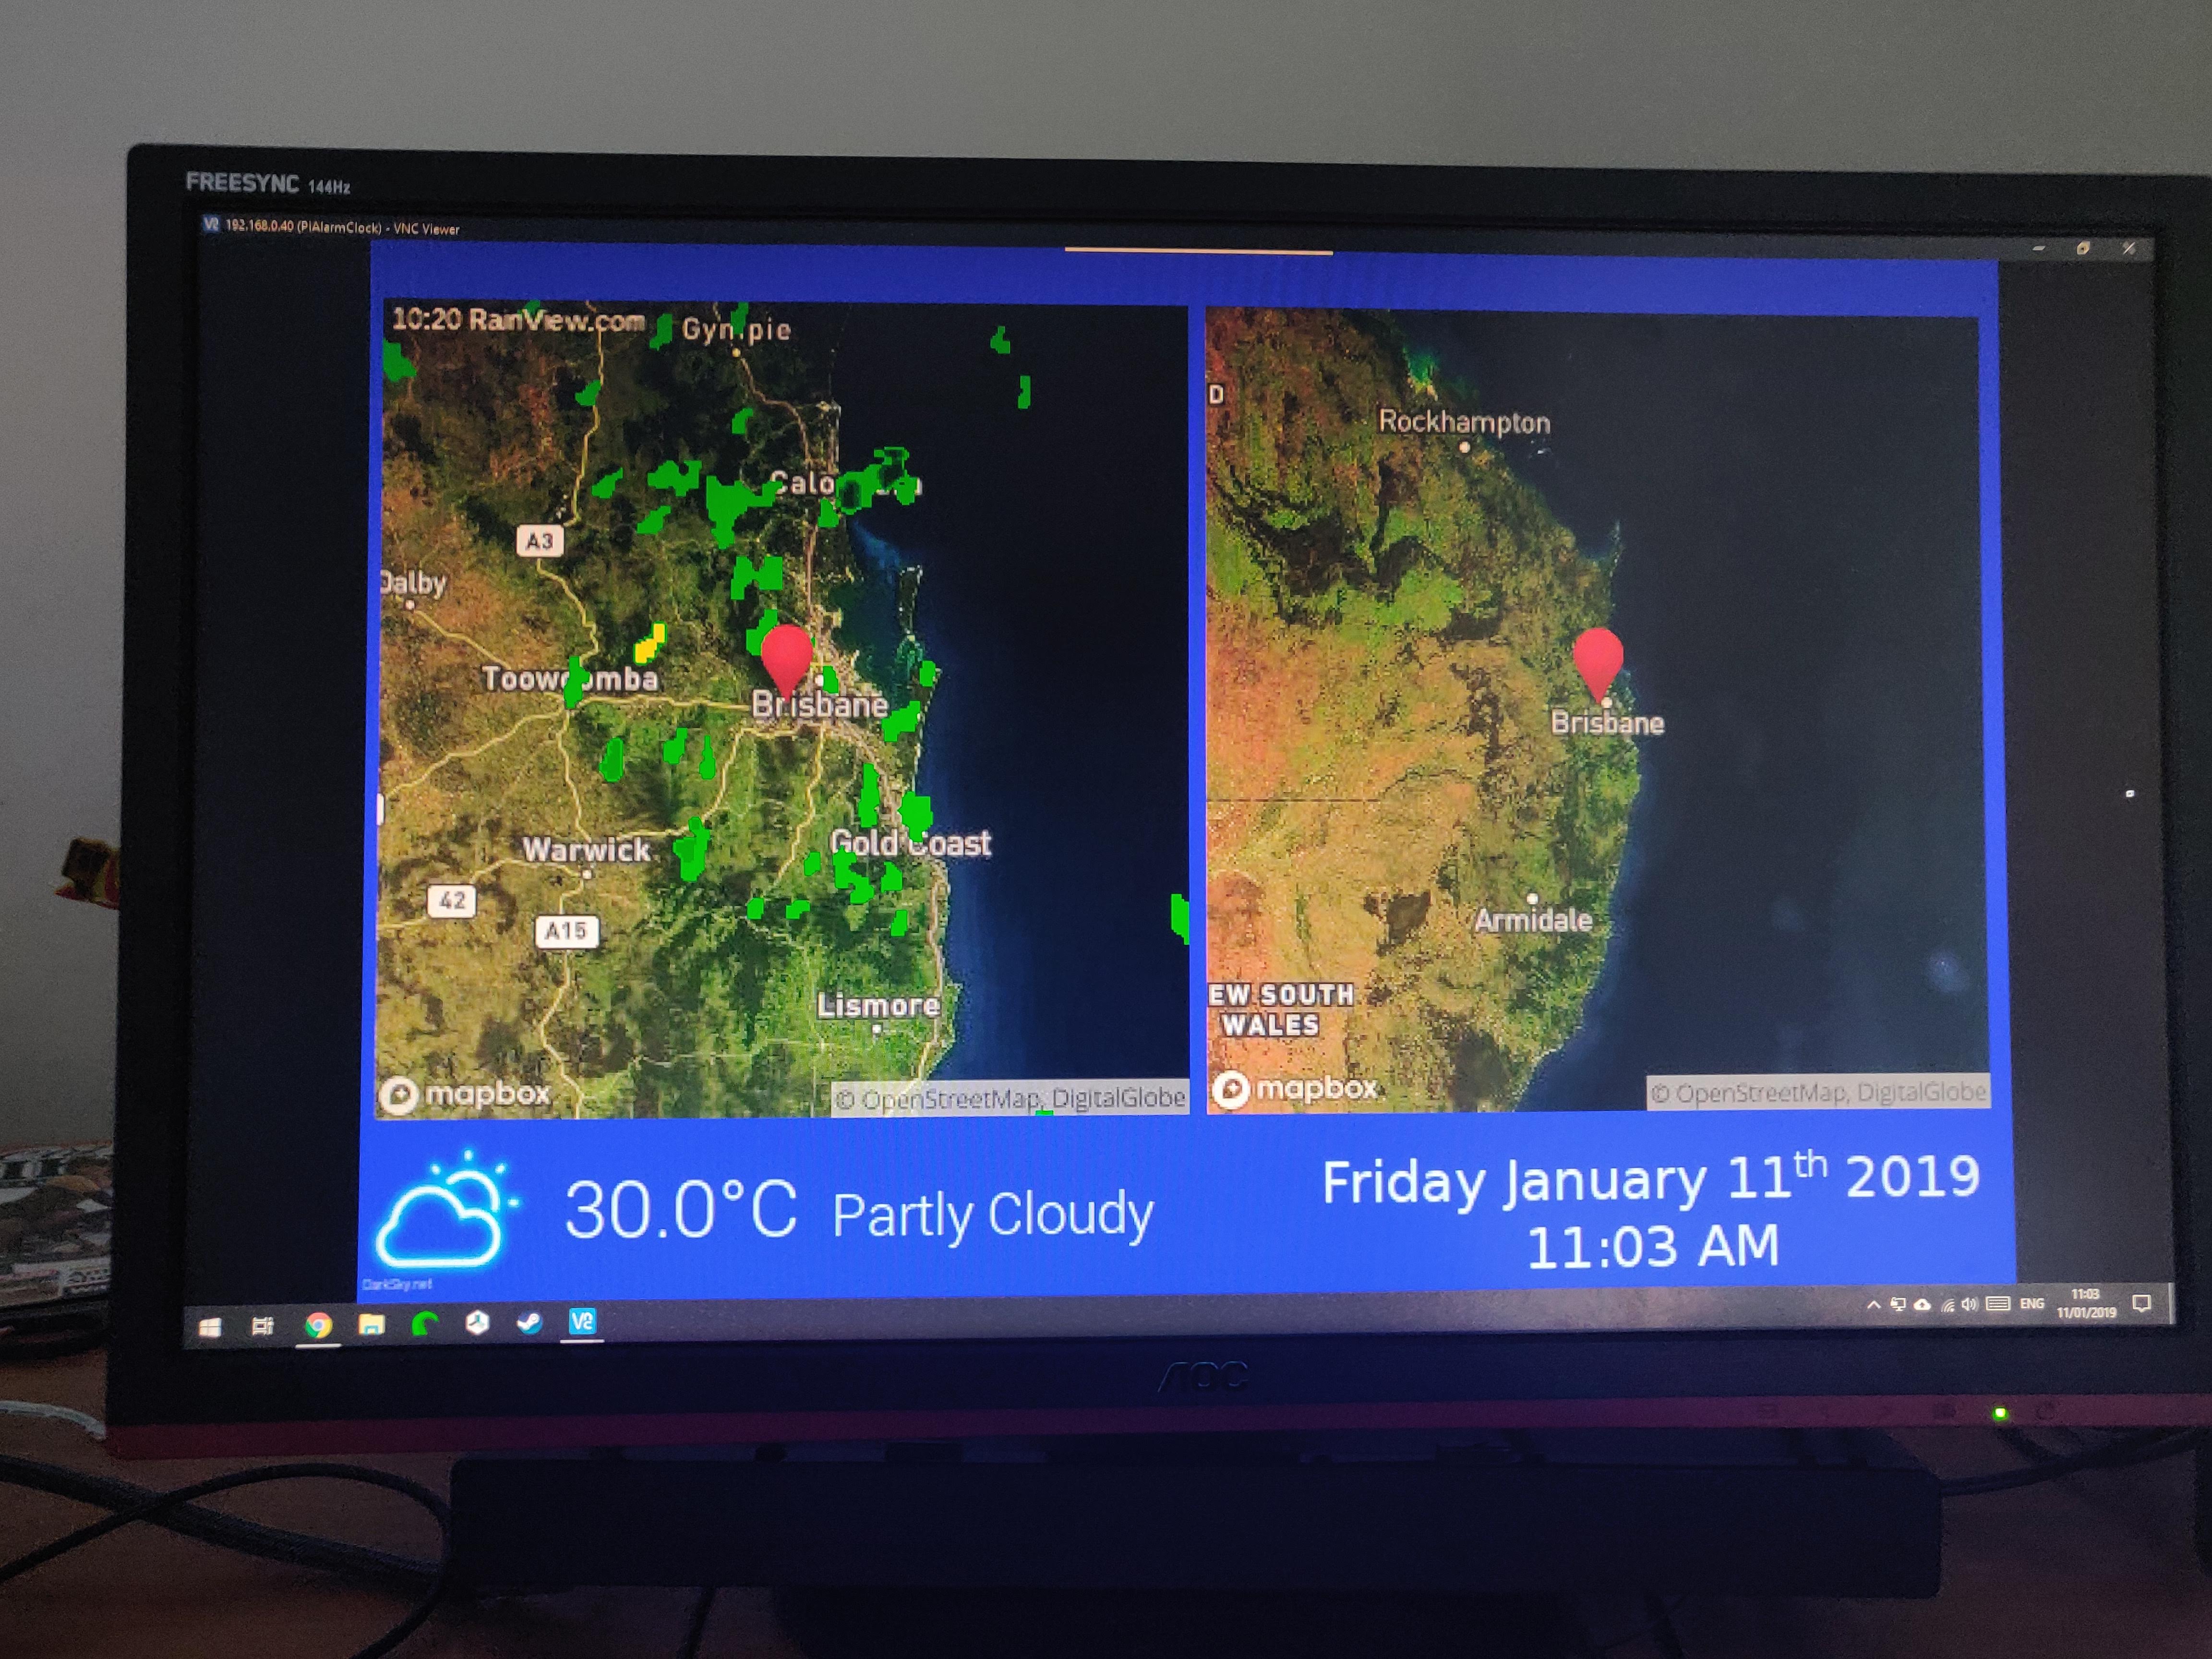 FREESYNC 144Hz
192.168.0.40 (PiAlarmClock) - VNC Viewer
10:20 RainView.com
Gympie
A3
Dalby
Toowoomba
Brisbane
Warwick
Gold Coast
42
A15
Lismore
mapbox
© OpenStreetMap, DigitalGlobe
D
Rockhampton
Brisbane
Armidale
EW SOUTH
WALES
mapbox
© OpenStreetMap, DigitalGlobe
30.0°C Partly Cloudy
DarkSky.net
Friday January 11th 2019
11:03 AM
ENG
11:03
11/01/2019
AOC